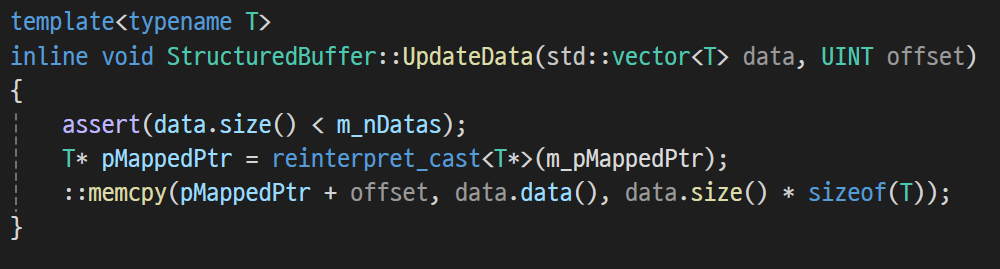 template<typename T>
inline void StructuredBuffer::UpdateData(std::vector<T> data, UINT offset)
{
    assert(data.size() < m_nDatas);
    T* pMappedPtr = reinterpret_cast<T*>(m_pMappedPtr);
    ::memcpy(pMappedPtr + offset, data.data(), data.size() * sizeof(T));
}